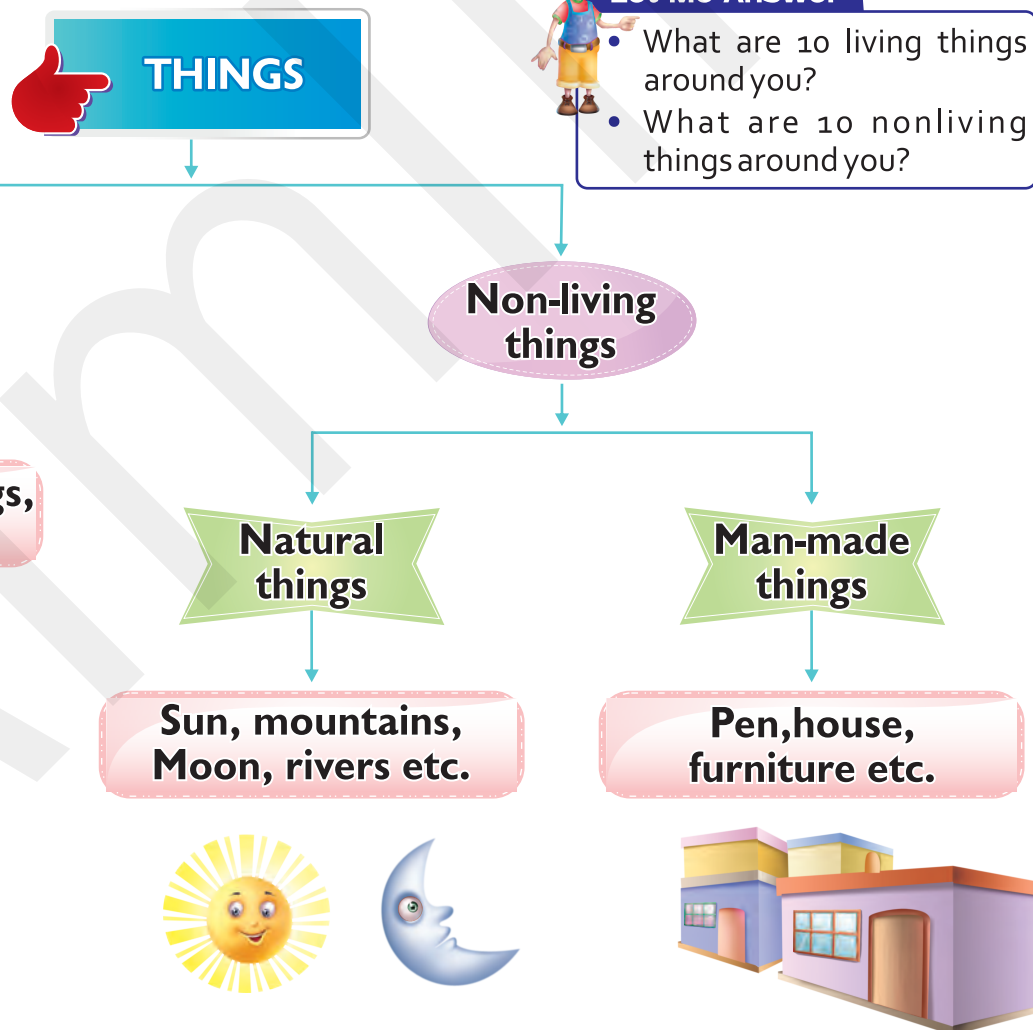 THINGS
What are 10 living things
around you?
What are 10 nonliving
things around you?
Non-living
things
Natural
things
Man-made
things
Sun, mountains,
Moon, rivers etc.
Pen,house,
furniture etc.